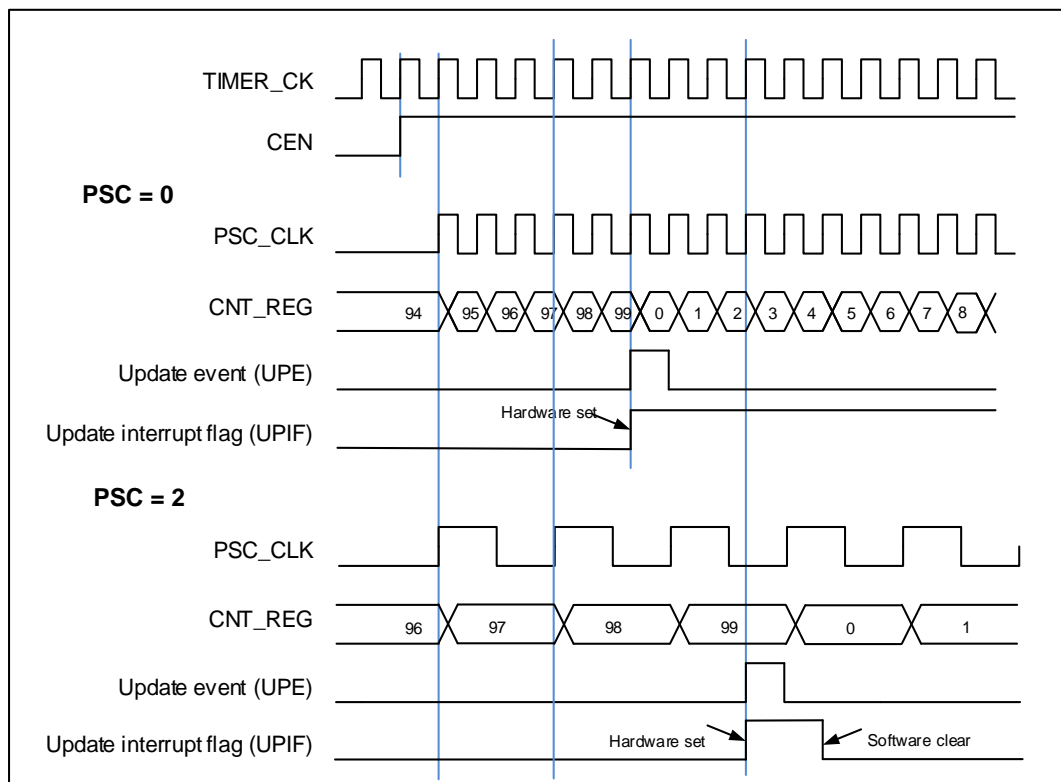 TIMER_CK
CEN
PSC = 0
PSC_CLK
CNT_REG 94 95 96 97 98 99 0 1 2 3 4 5 6 7 8
Update event (UPE)
Hardware set
Update interrupt flag (UPIF)
PSC = 2
PSC_CLK
CNT_REG 96 97 98 99 0 1
Update event (UPE)
Update interrupt flag (UPIF) Hardware set Software clear